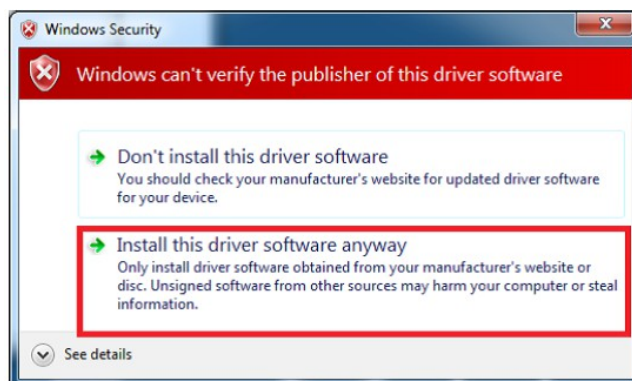 Windows Security
Windows can't verify the publisher of this driver software
Don't install this driver software
You should check your manufacturer's website for updated driver software
for your device.
Install this driver software anyway
Only install driver software obtained from your manufacturer's website or
disc. Unsigned software from other sources may harm your computer or steal
information.
See details